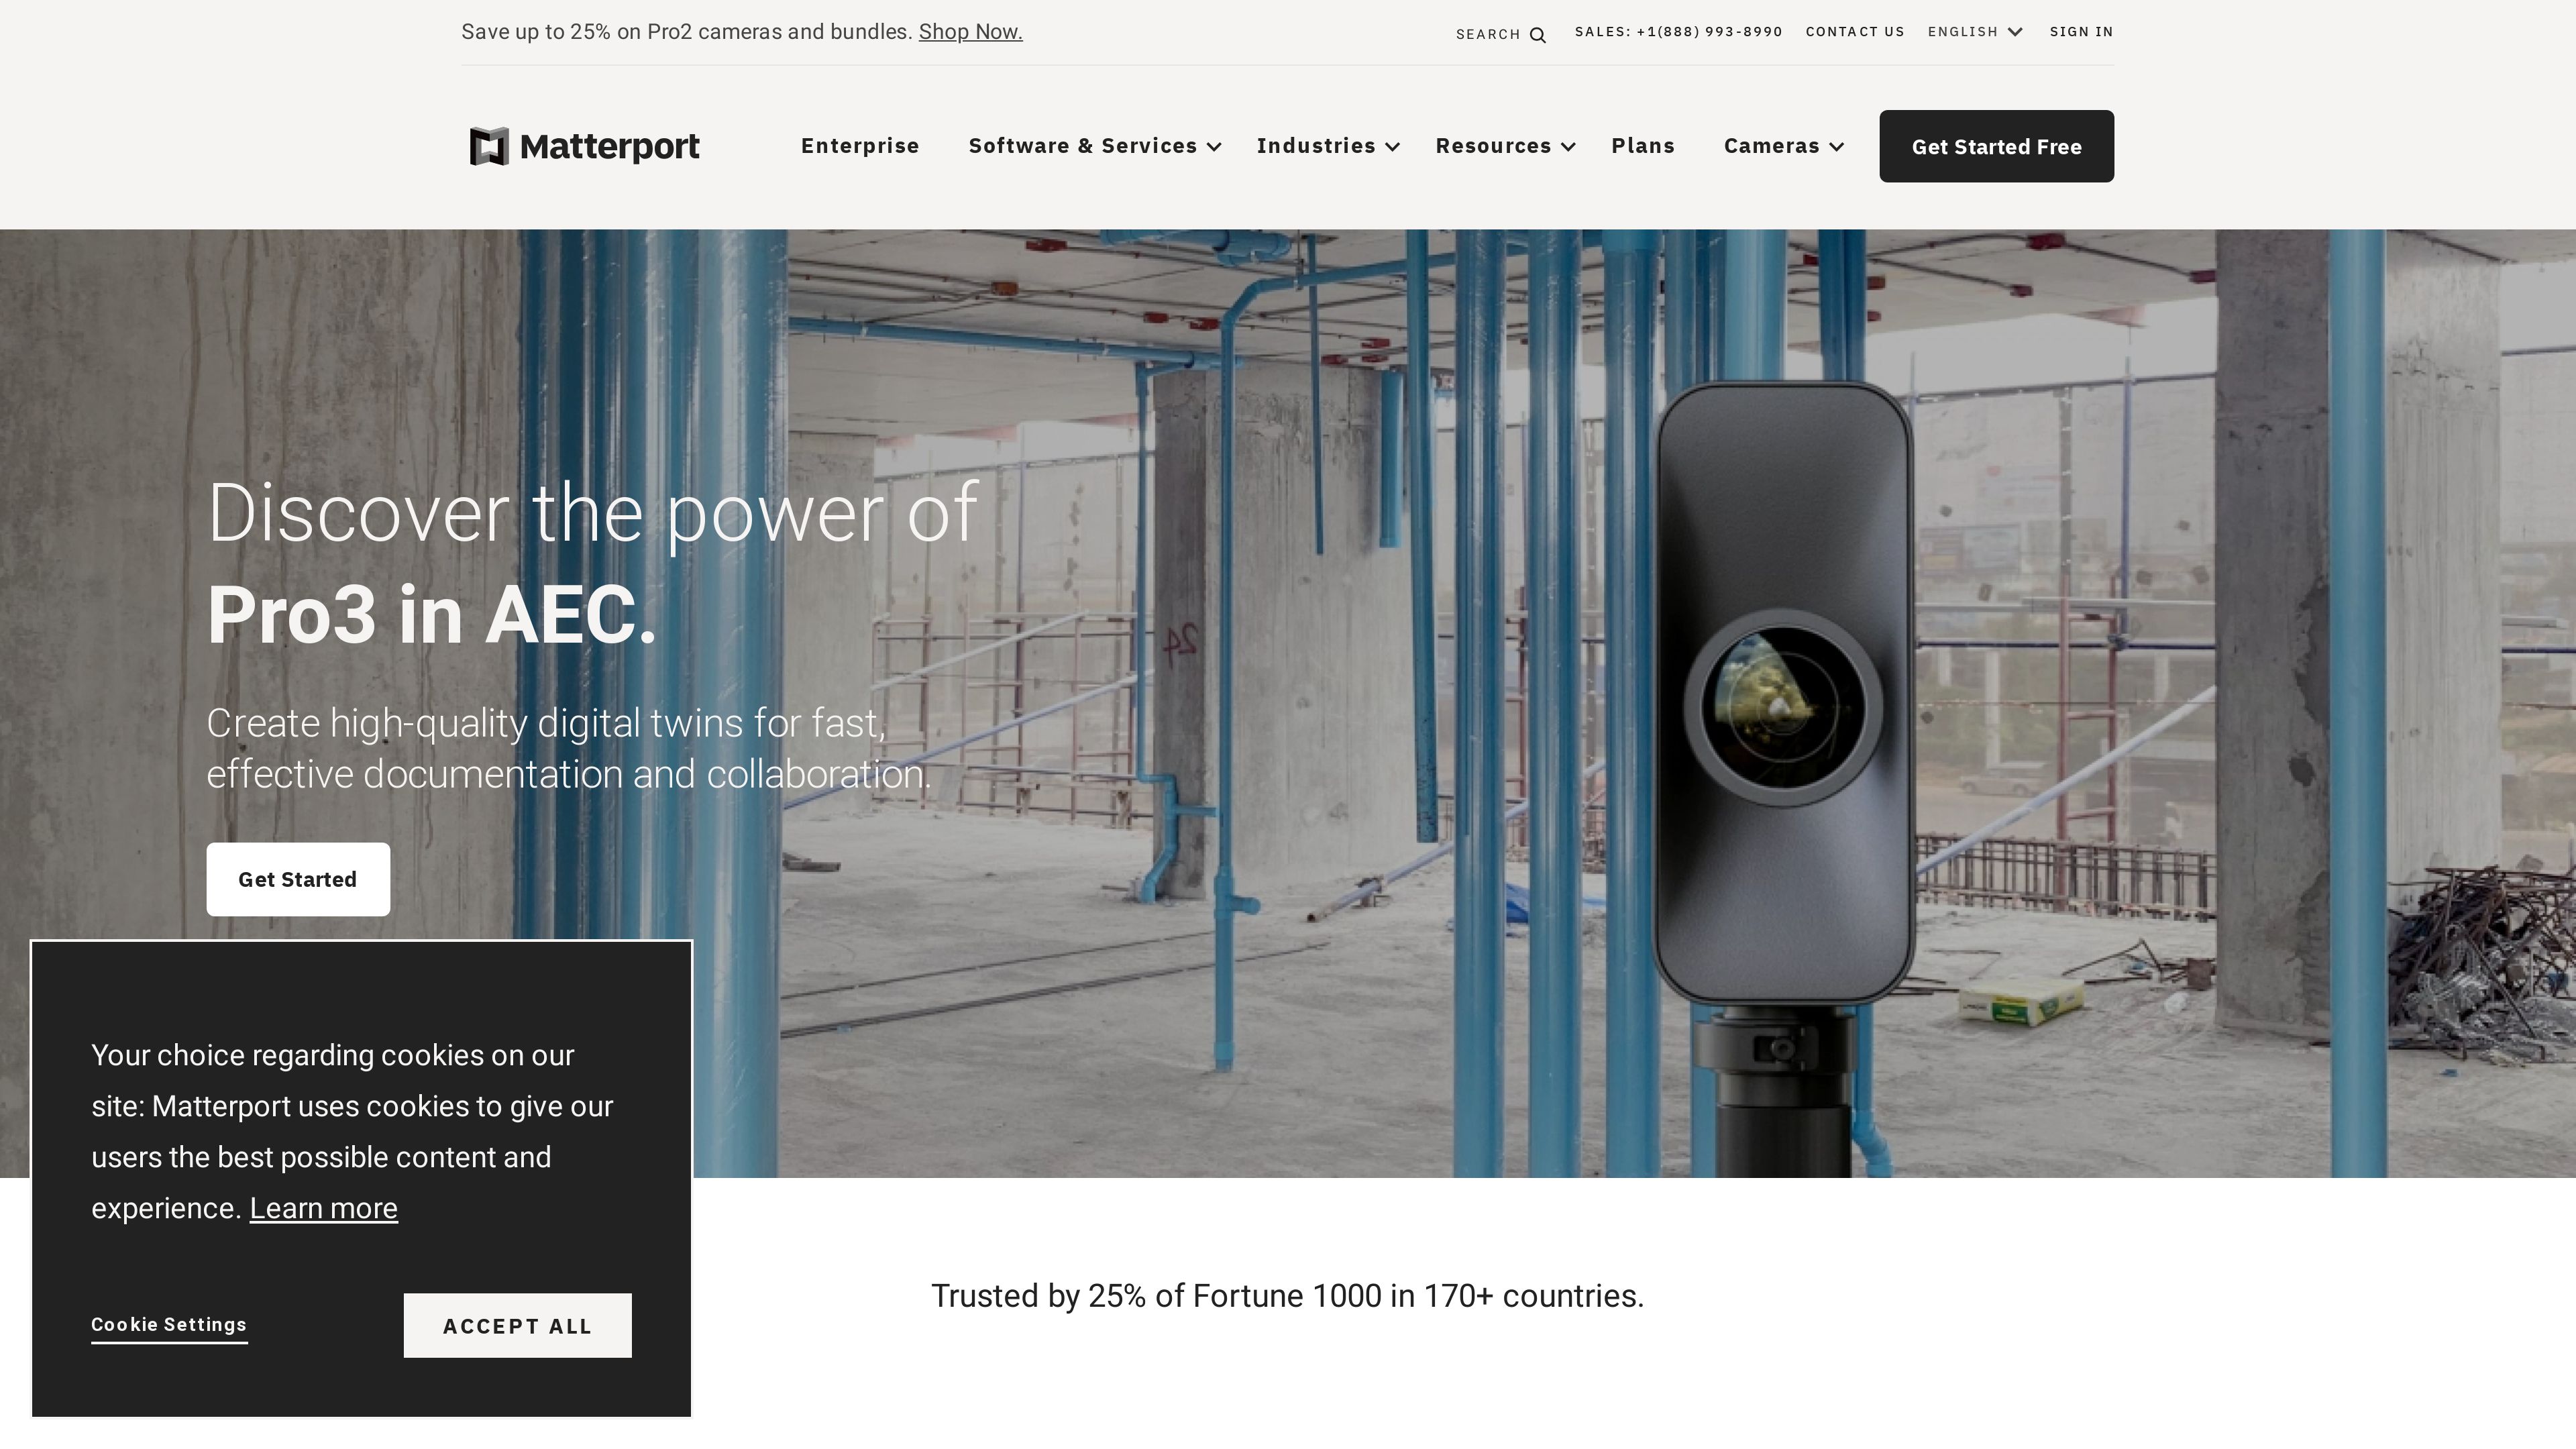 Save up to 25% on Pro2 cameras and bundles. Shop Now.
SEARCH SALES: +1(888) 993-8990 CONTACT US ENGLISH SIGN IN
Matterport Enterprise Software & Services Industries Resources Plans Cameras Get Started Free
Discover the power of
Pro3 in AEC.
24
Create high-quality digital twins for fast,
effective documentation and collaboration.
Get Started
Your choice regarding cookies on our
site: Matterport uses cookies to give our
users the best possible content and
experience. Learn more
Cookie Settings ACCEPT ALL
Trusted by 25% of Fortune 1000 in 170+ countries.